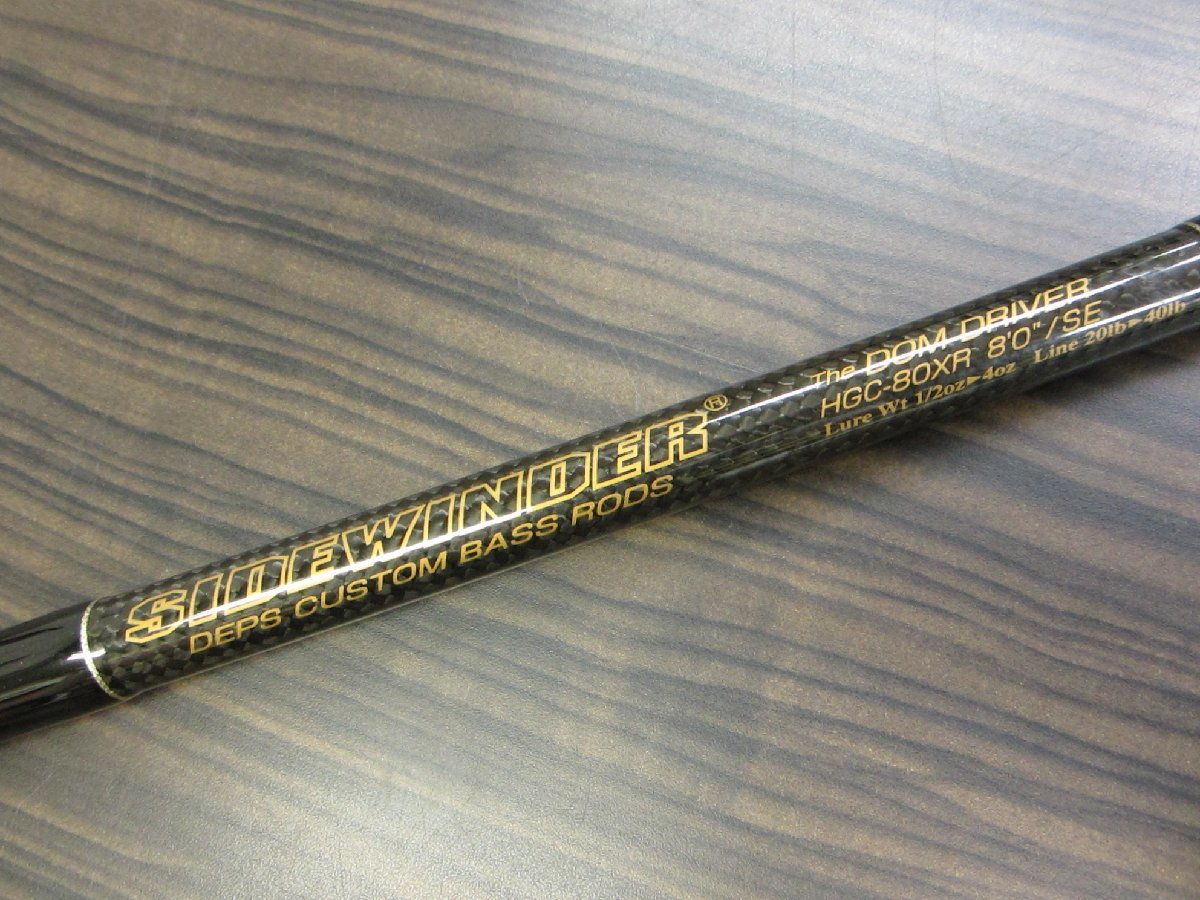 SIDEWINDER®
DEPS CUSTOM BASS RODS
The DOM DRIVER
HGC-80XR 8'0"/SE
Lure Wt 1/2oz▶4oz Line 20lb▶40lb